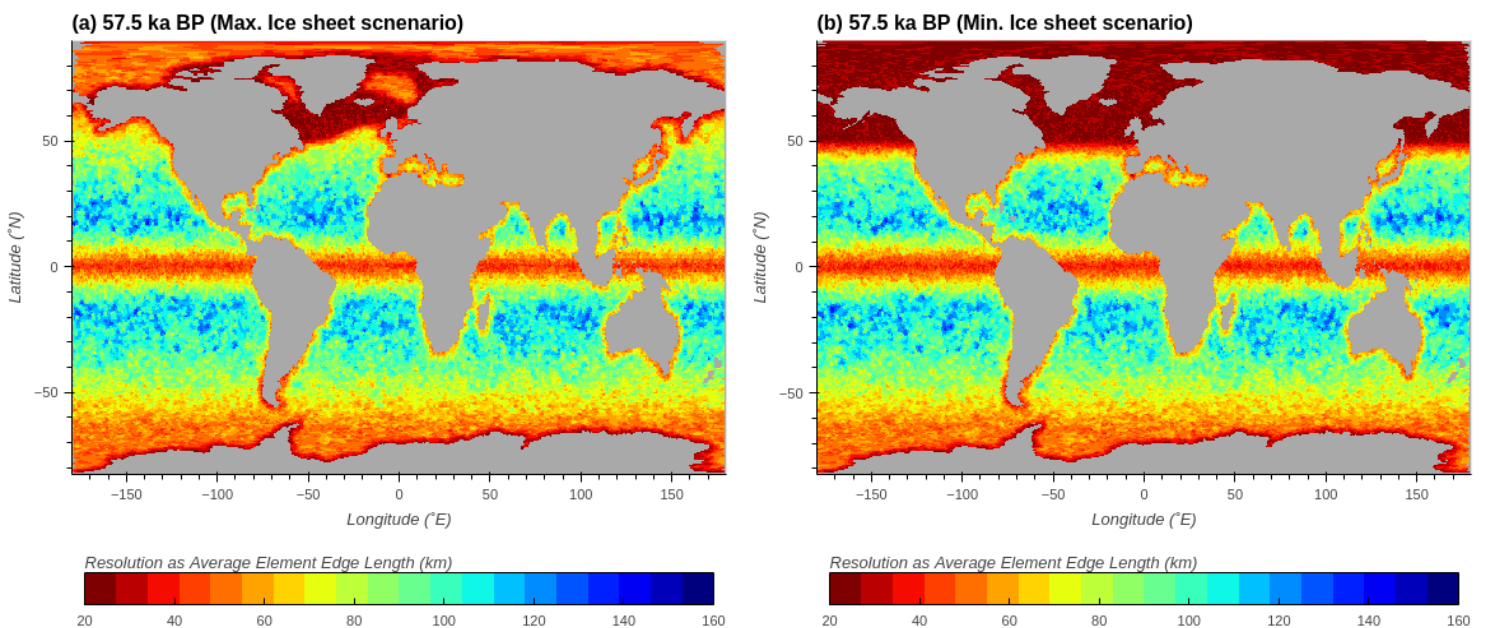 (a) 57.5 ka BP (Max. Ice sheet scnenario)
(b) 57.5 ka BP (Min. Ice sheet scenario)
Latitude (˚N)
50
0
−50
−150 −100 −50 0 50 100 150
Longitude (˚E)
Resolution as Average Element Edge Length (km)
20 40 60 80 100 120 140 160
Latitude (˚N)
50
0
−50
−150 −100 −50 0 50 100 150
Longitude (˚E)
Resolution as Average Element Edge Length (km)
20 40 60 80 100 120 140 160